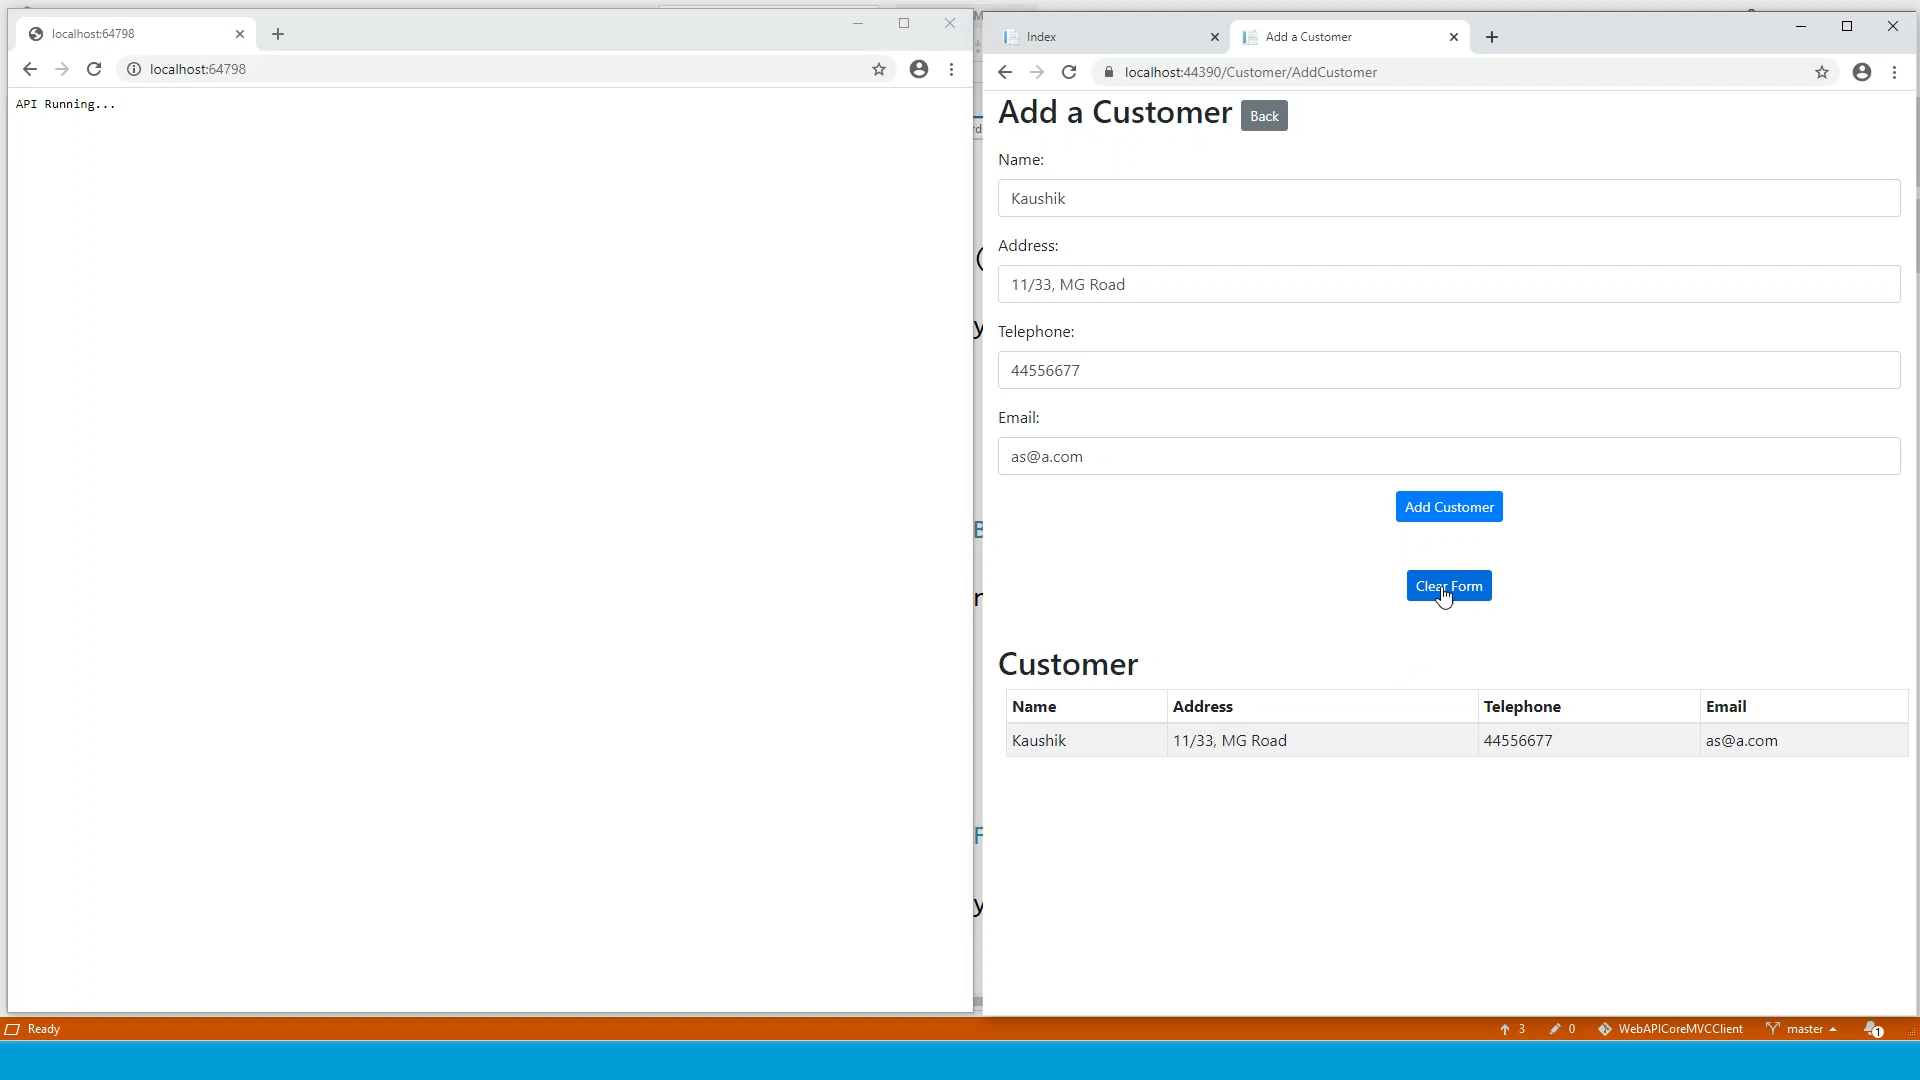 localhost:64798
localhost:64798
API Running...
Index
Add a Customer
localhost:44390/Customer/AddCustomer
Add a Customer
Back
Name:
Kaushik
Address:
11/33, MG Road
Telephone:
44556677
Email:
as@a.com
Add Customer
Clear Form
Customer
Name Address Telephone Email
Kaushik 11/33, MG Road 44556677 as@a.com
Ready
3 0 WebAPICoreMVCClient master 1